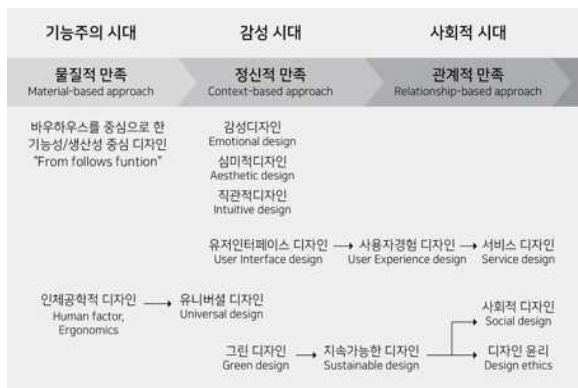 기능주의 시대
감성 시대
사회적 시대
물질적 만족
Material-based approach
정신적 만족
Context-based approach
관계적 만족
Relationship-based approach
바우하우스를 중심으로 한
기능성/생산성 중심 디자인
"From follows funtion"
감성디자인
Emotional design
심미적디자인
Aesthetic design
직관적디자인
Intuitive design
유저인터페이스 디자인
User Interface design
사용자경험 디자인
User Experience design
서비스 디자인
Service design
인체공학적 디자인
Human factor,
Ergonomics
유니버셜 디자인
Universal design
사회적 디자인
Social design
그린 디자인
Green design
지속가능한 디자인
Sustainable design
디자인 윤리
Design ethics